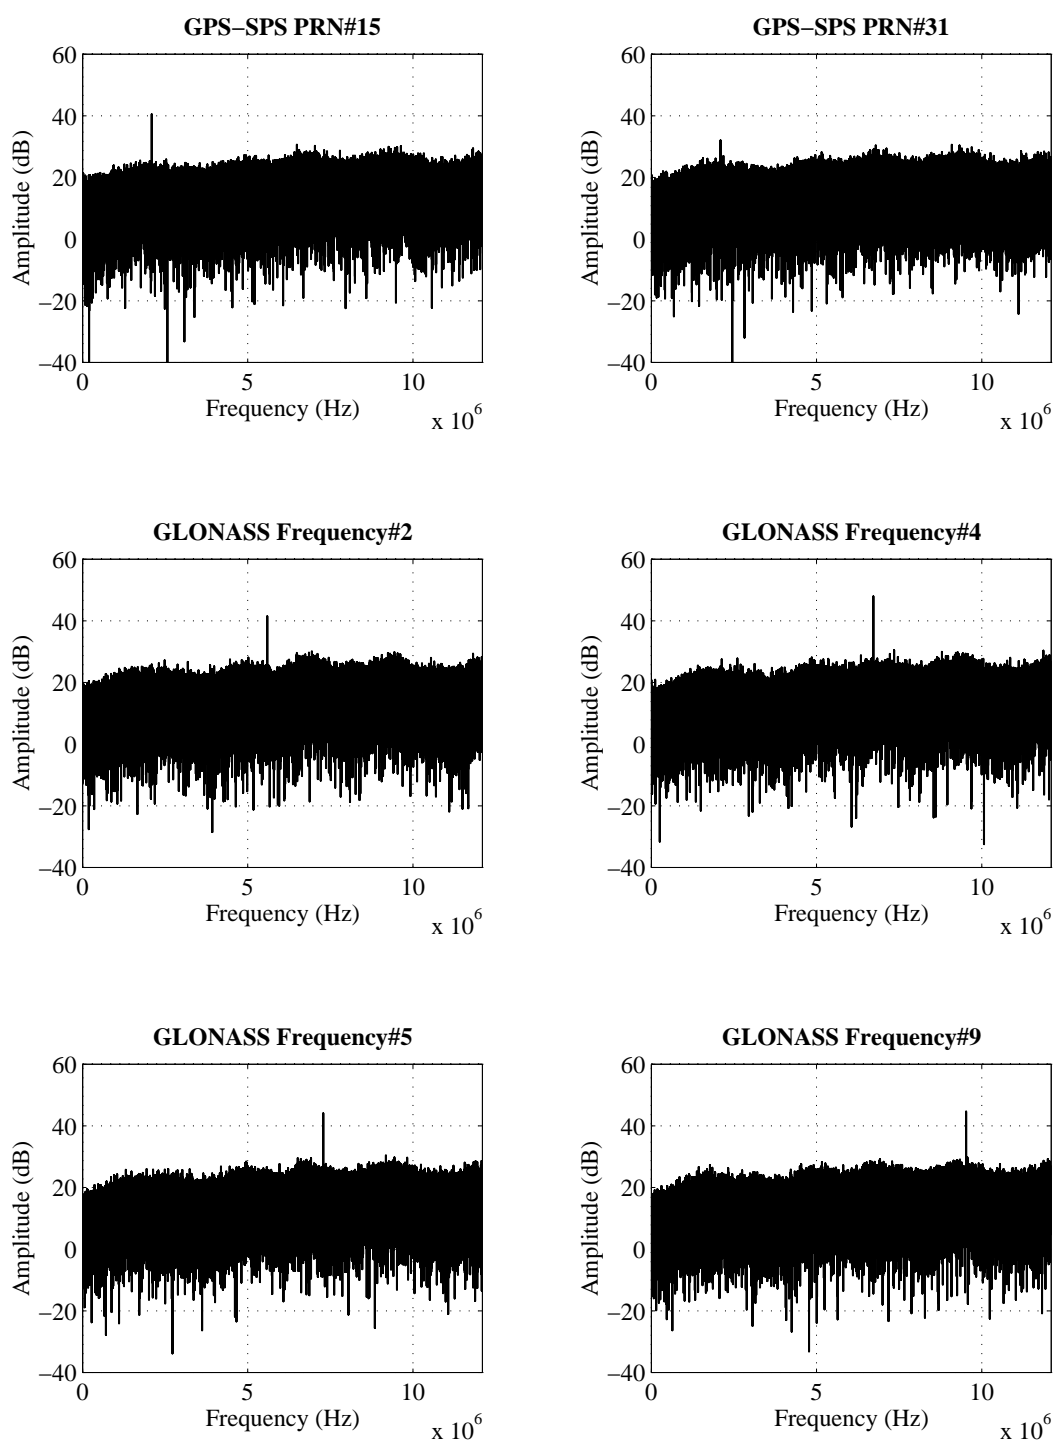 GPS−SPS PRN#15
60
40
20
0
−20
−40
0
5
10
Amplitude (dB)
Frequency (Hz)
x 10^6
GPS−SPS PRN#31
60
40
20
0
−20
−40
0
5
10
Amplitude (dB)
Frequency (Hz)
x 10^6
GLONASS Frequency#2
60
40
20
0
−20
−40
0
5
10
Amplitude (dB)
Frequency (Hz)
x 10^6
GLONASS Frequency#4
60
40
20
0
−20
−40
0
5
10
Amplitude (dB)
Frequency (Hz)
x 10^6
GLONASS Frequency#5
60
40
20
0
−20
−40
0
5
10
Amplitude (dB)
Frequency (Hz)
x 10^6
GLONASS Frequency#9
60
40
20
0
−20
−40
0
5
10
Amplitude (dB)
Frequency (Hz)
x 10^6